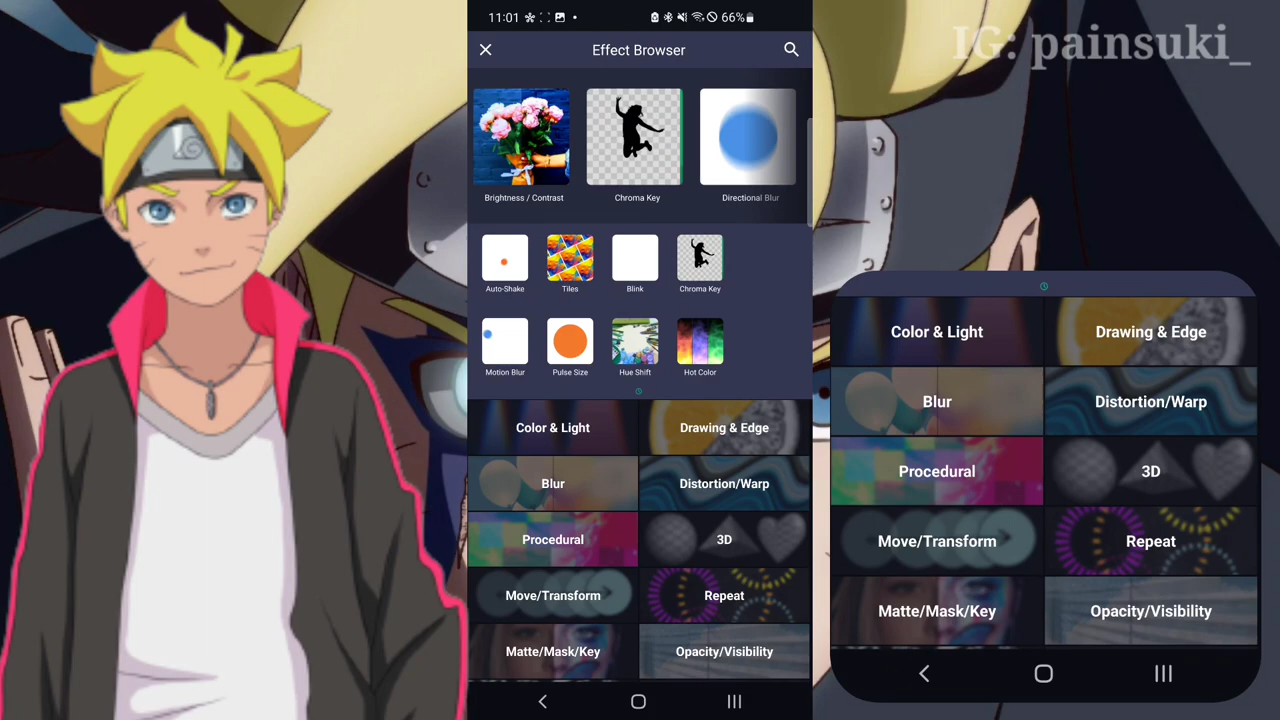 11:01
66%
Effect Browser
Brightness / Contrast
Chroma Key
Directional Blur
Auto-Shake
Tiles
Blink
Chroma Key
Motion Blur
Pulse Size
Hue Shift
Hot Color
Color & Light
Drawing & Edge
Blur
Distortion/Warp
Procedural
3D
Move/Transform
Repeat
Matte/Mask/Key
Opacity/Visibility
IG: painsuki_
Color & Light
Drawing & Edge
Blur
Distortion/Warp
Procedural
3D
Move/Transform
Repeat
Matte/Mask/Key
Opacity/Visibility